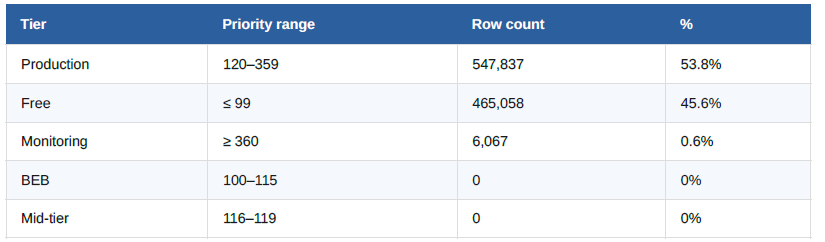 Tier Priority range Row count %
Production 120–359 547,837 53.8%
Free ≤ 99 465,058 45.6%
Monitoring ≥ 360 6,067 0.6%
BEB 100–115 0 0%
Mid-tier 116–119 0 0%